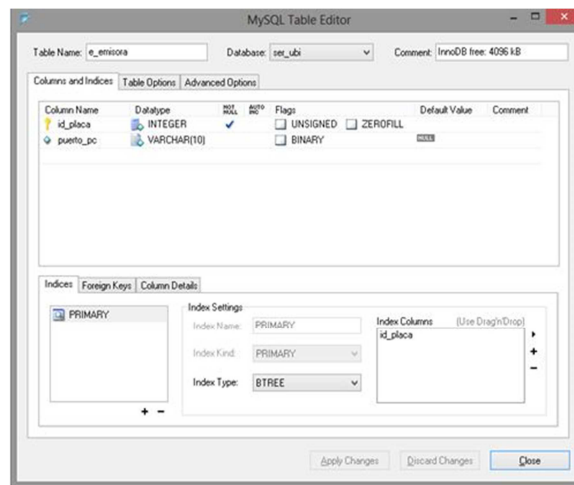 MySQL Table Editor
Table Name: e_emisora Database: ser_ubi Comment: InnoDB free: 4096 kB
Columns and Indices Table Options Advanced Options
Column Name Datatype NOT NULL AUTO INC Flags Default Value Comment
id_placa INTEGER UNSIGNED ZEROFILL
puerto_pc VARCHAR(10) BINARY NULL
Indices Foreign Keys Column Details
PRIMARY
Index Settings
Index Name: PRIMARY
Index Kind: PRIMARY
Index Type: BTREE
Index Columns (Use Drag'n'Drop)
id_placa
Apply Changes Discard Changes Close